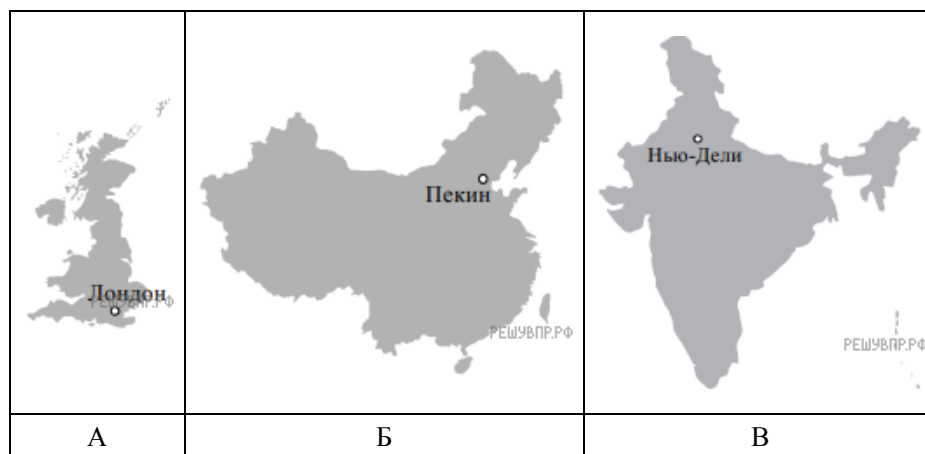 Лондон
РЕШУВПР.РФ
Пекин
РЕШУВПР.РФ
Нью-Дели
РЕШУВПР.РФ
А
Б
В